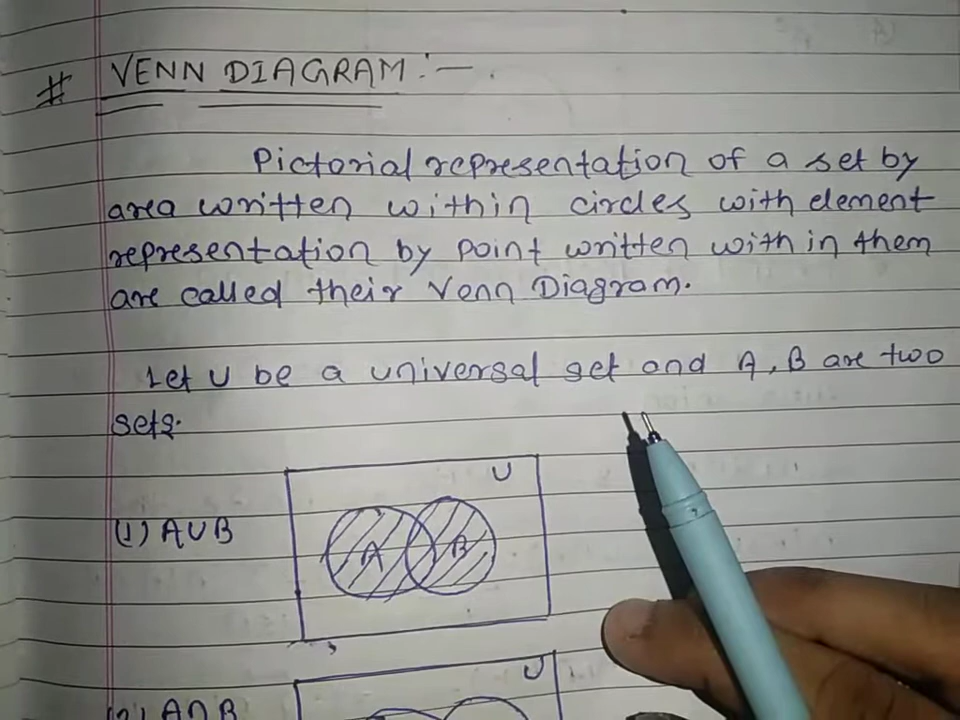 # VENN DIAGRAM :-
Pictorial representation of a set by
area written within circles with element
representation by point written with in them
are called their Venn Diagram.
Let U be a universal set and A, B are two
sets.
U
(1) A∪B
A B
U
(2) A∩B